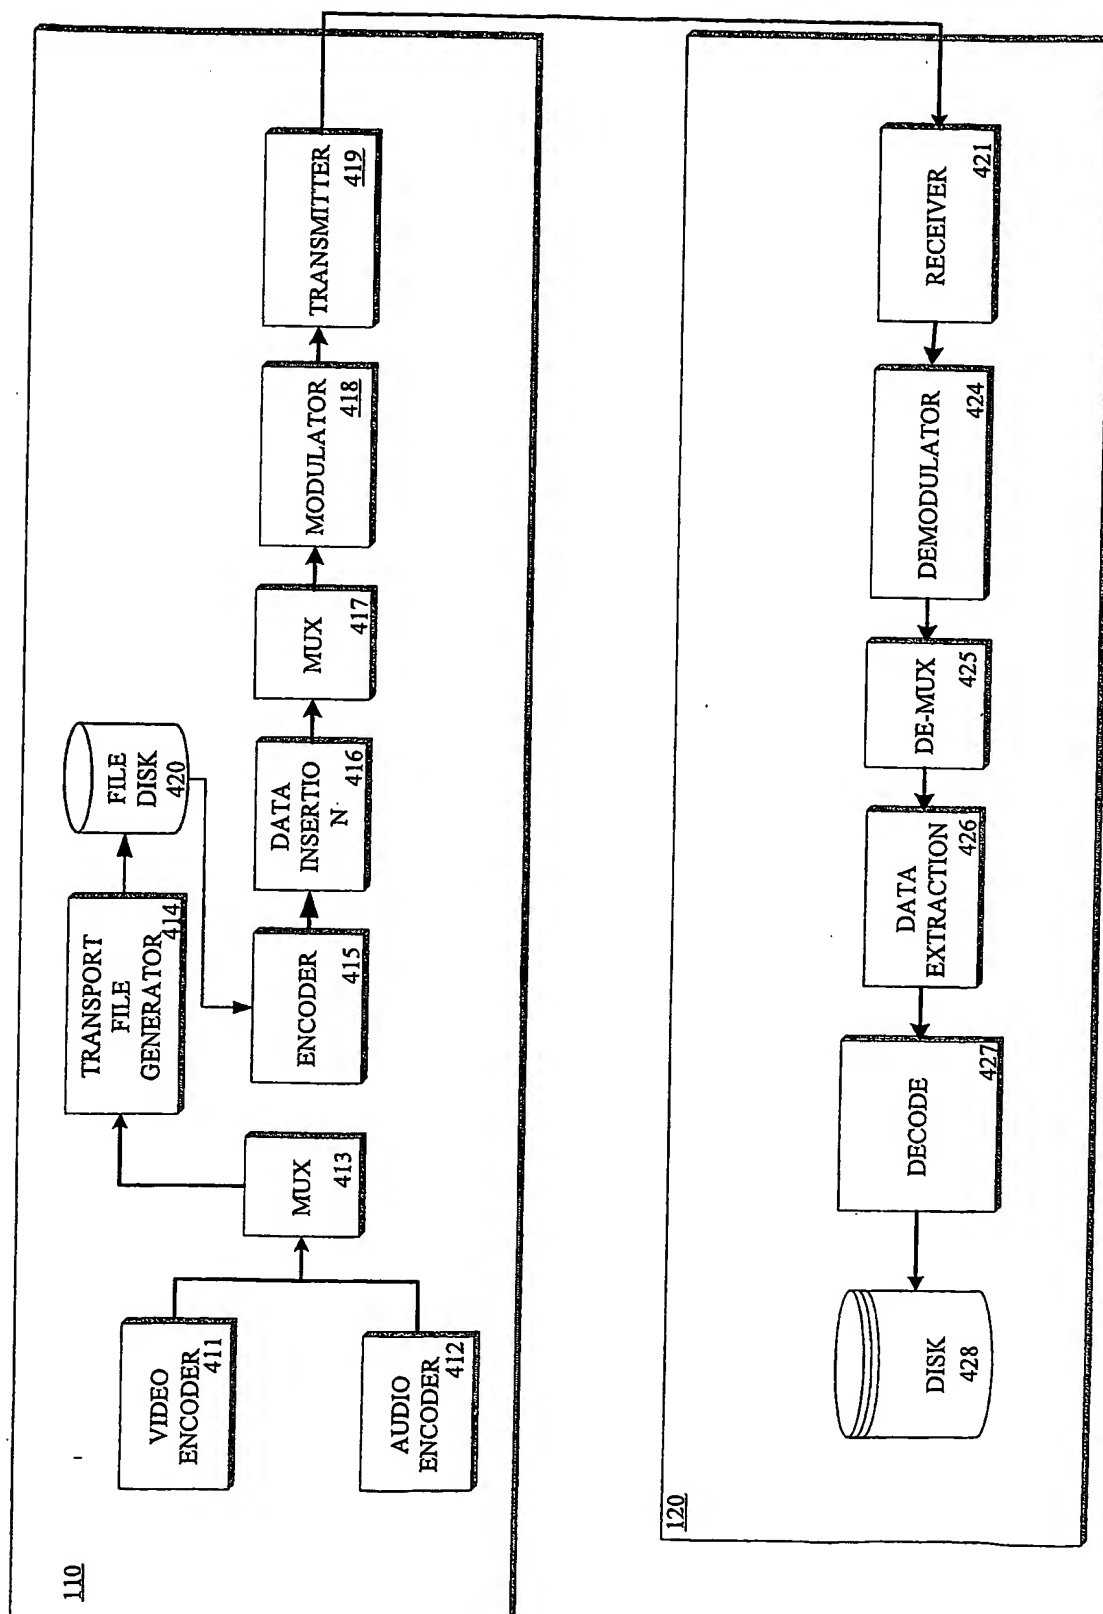 110
VIDEO
ENCODER
411
AUDIO
ENCODER
412
MUX
413
TRANSPORT
FILE
GENERATOR
414
FILE
DISK
420
ENCODER
415
DATA
INSERTIO
N
416
MUX
417
MODULATOR
418
TRANSMITTER
419
120
RECEIVER
421
DEMODULATOR
424
DE-MUX
425
DATA
EXTRACTION
426
DECODE
427
DISK
428